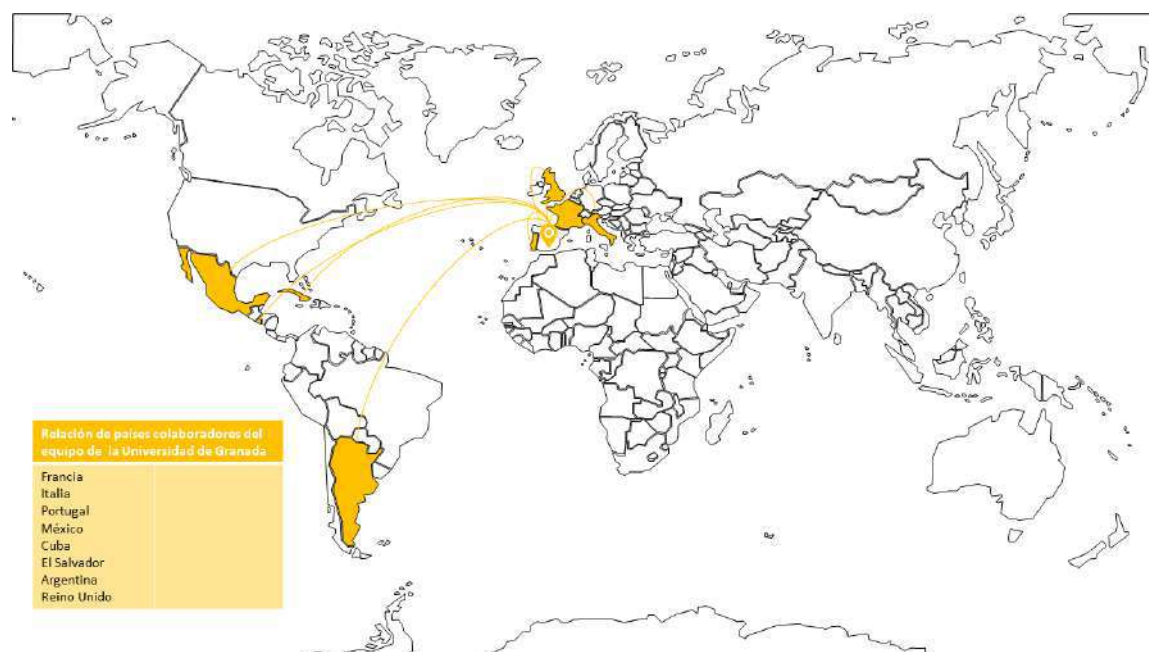 Relación de países colaboradores del
equipo de la Universidad de Granada
Francia
Italia
Portugal
México
Cuba
El Salvador
Argentina
Reino Unido